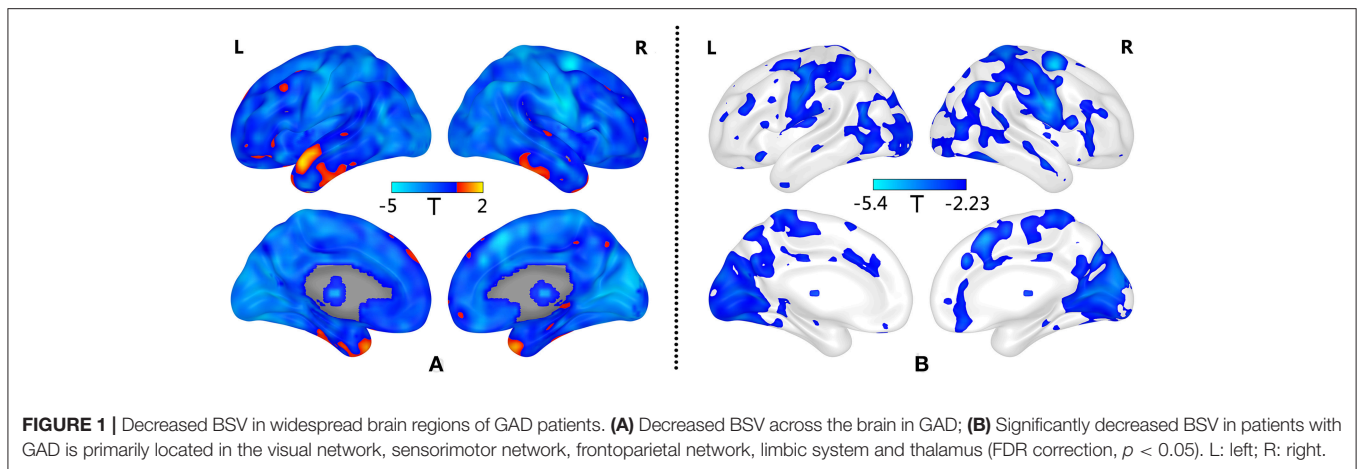 L R L R
-5 T 2 -5.4 T -2.23
A B
FIGURE 1 | Decreased BSV in widespread brain regions of GAD patients. (A) Decreased BSV across the brain in GAD; (B) Significantly decreased BSV in patients with
GAD is primarily located in the visual network, sensorimotor network, frontoparietal network, limbic system and thalamus (FDR correction, p < 0.05). L: left; R: right.